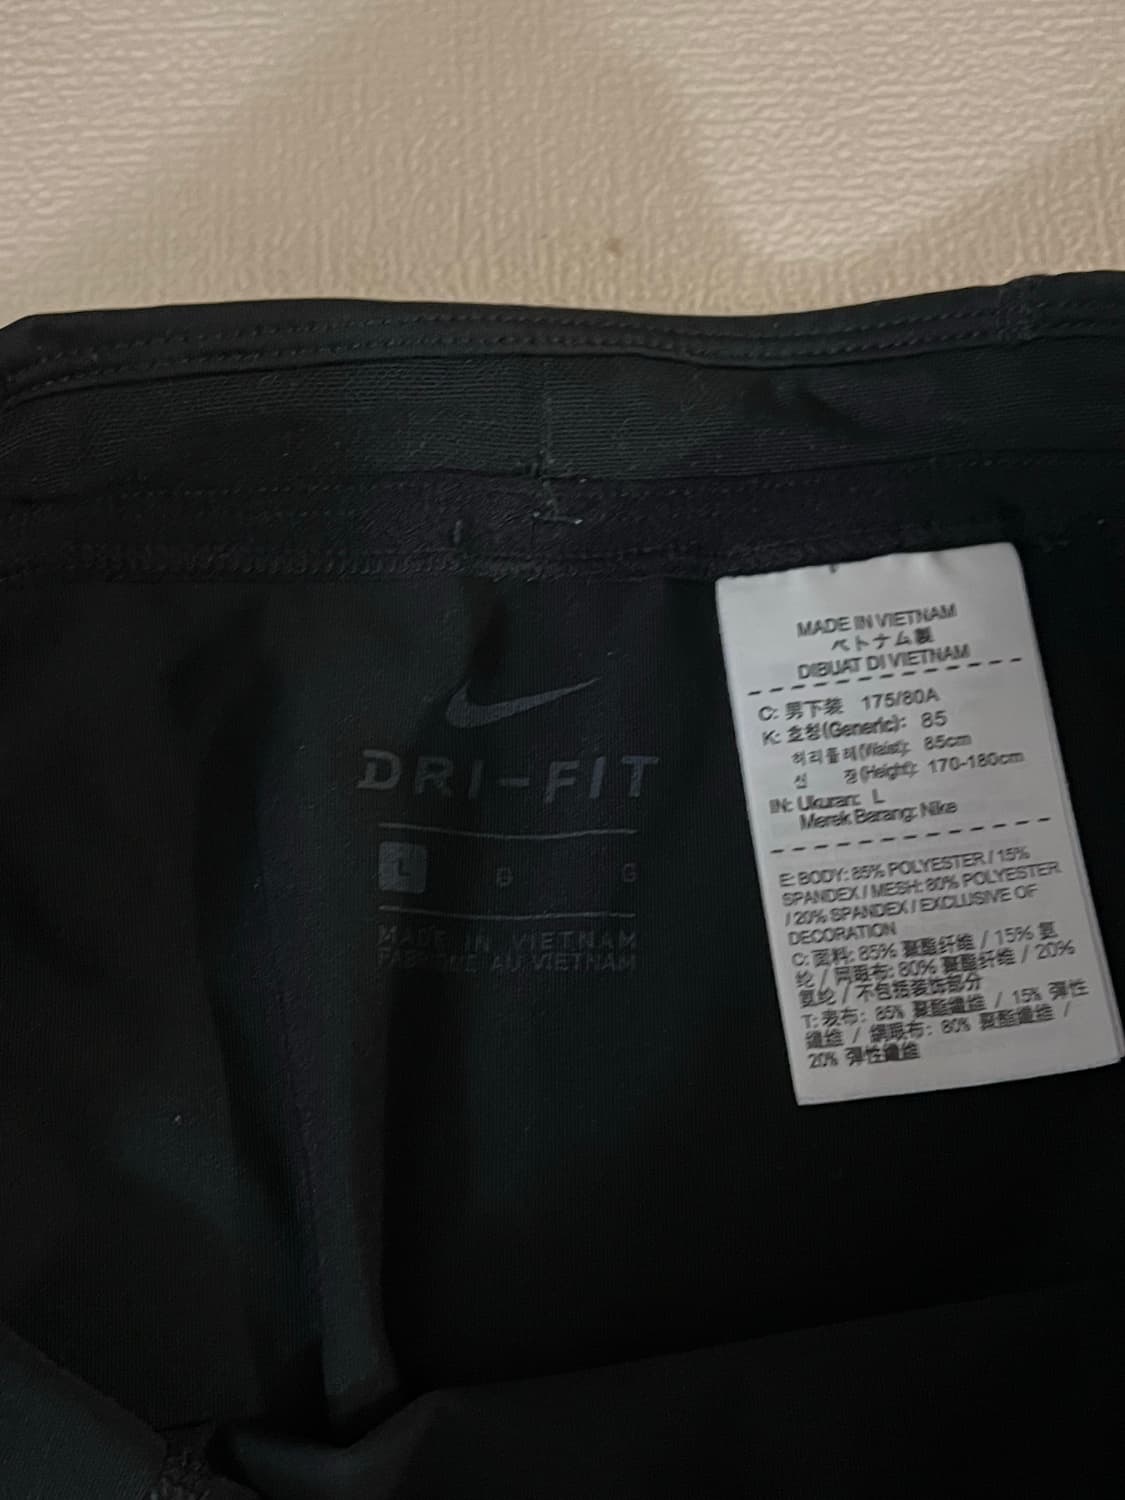 DRI-FIT
L G G
MADE IN VIETNAM
FABRIQUÉ AU VIETNAM
MADE IN VIETNAM
ベトナム製
DIBUAT DI VIETNAM
C: 男下装 175/80A
K: 호칭(Generic): 85
허리둘레(Waist): 85cm
신 장(Height): 170-180cm
IN: Ukuran: L
Merek Barang: Nike
E: BODY: 85% POLYESTER / 15%
SPANDEX / MESH: 80% POLYESTER
/ 20% SPANDEX / EXCLUSIVE OF
DECORATION
C: 面料: 85% 聚酯纤维 / 15% 氨
纶 / 网眼布: 80% 聚酯纤维 / 20%
氨纶 / 不包括装饰部分
T: 表布: 85% 聚酯纖維 / 15% 彈性
纖維 / 網眼布: 80% 聚酯纖維 /
20% 彈性纖維